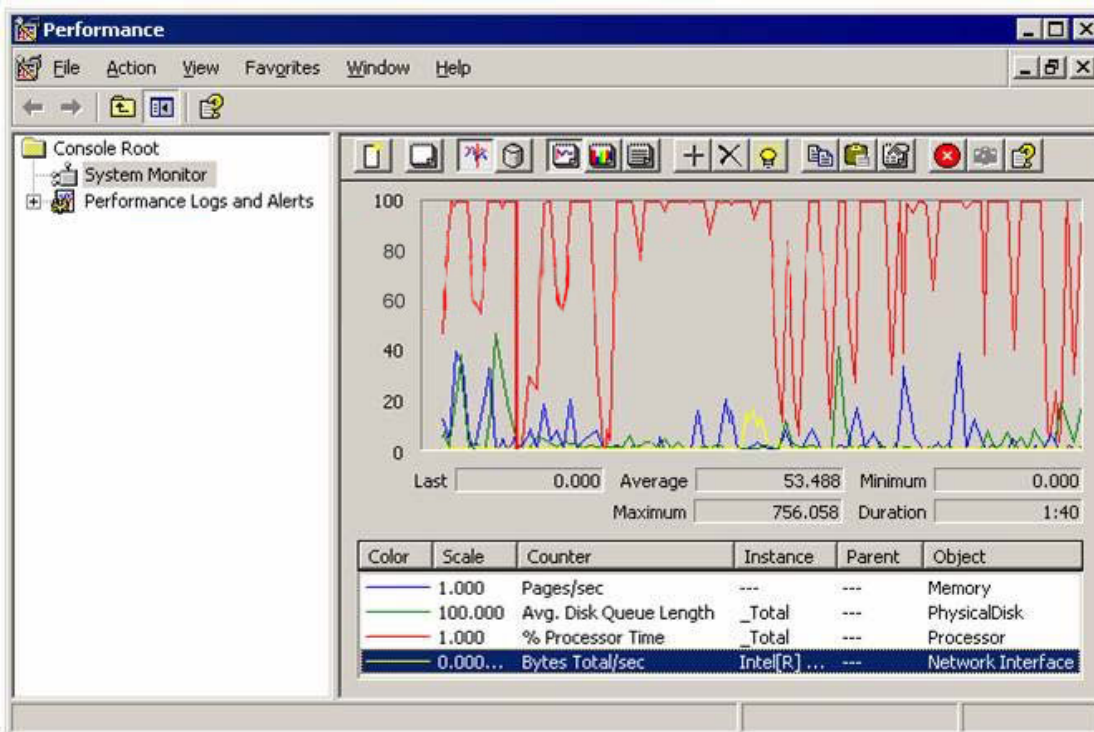 Performance
File Action View Favorites Window Help
Console Root
System Monitor
Performance Logs and Alerts
100
80
60
40
20
0
Last 0.000 Average 53.488 Minimum 0.000
Maximum 756.058 Duration 1:40
Color Scale Counter Instance Parent Object
1.000 Pages/sec --- --- Memory
100.000 Avg. Disk Queue Length _Total --- PhysicalDisk
1.000 % Processor Time _Total --- Processor
0.000... Bytes Total/sec Intel[R] ... --- Network Interface